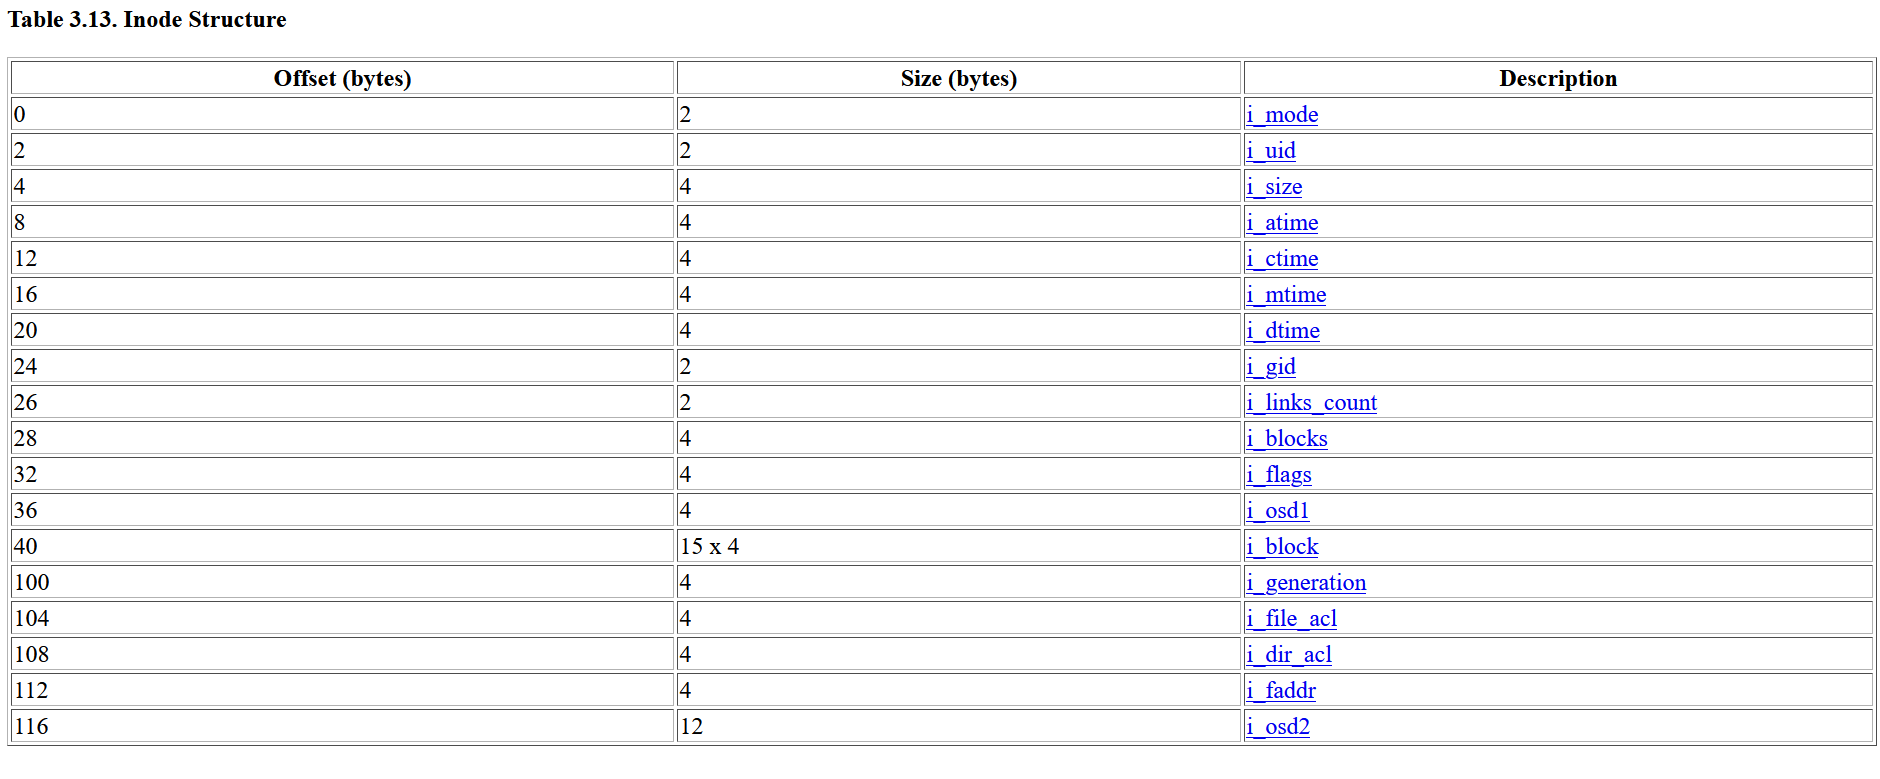 Table 3.13. Inode Structure
Offset (bytes) Size (bytes) Description
0 2 i_mode
2 2 i_uid
4 4 i_size
8 4 i_atime
12 4 i_ctime
16 4 i_mtime
20 4 i_dtime
24 2 i_gid
26 2 i_links_count
28 4 i_blocks
32 4 i_flags
36 4 i_osd1
40 15 x 4 i_block
100 4 i_generation
104 4 i_file_acl
108 4 i_dir_acl
112 4 i_faddr
116 12 i_osd2